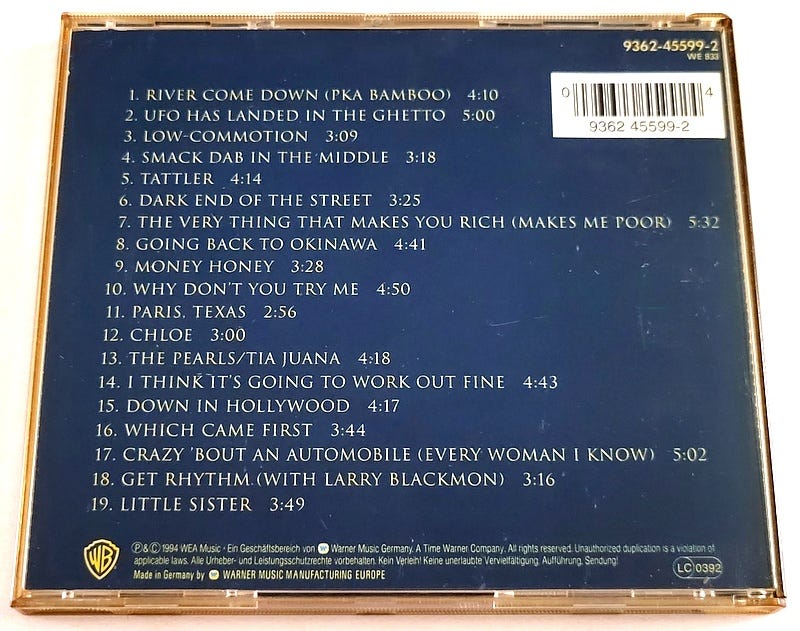 9362-45599-2
WE 833
0 4
9362 45599-2
1. RIVER COME DOWN (PKA BAMBOO) 4:10
2. UFO HAS LANDED IN THE GHETTO 5:00
3. LOW-COMMOTION 3:09
4. SMACK DAB IN THE MIDDLE 3:18
5. TATTLER 4:14
6. DARK END OF THE STREET 3:25
7. THE VERY THING THAT MAKES YOU RICH (MAKES ME POOR) 5:32
8. GOING BACK TO OKINAWA 4:41
9. MONEY HONEY 3:28
10. WHY DON'T YOU TRY ME 4:50
11. PARIS, TEXAS 2:56
12. CHLOE 3:00
13. THE PEARLS/TIA JUANA 4:18
14. I THINK IT'S GOING TO WORK OUT FINE 4:43
15. DOWN IN HOLLYWOOD 4:17
16. WHICH CAME FIRST 3:44
17. CRAZY 'BOUT AN AUTOMOBILE (EVERY WOMAN I KNOW) 5:02
18. GET RHYTHM (WITH LARRY BLACKMON) 3:16
19. LITTLE SISTER 3:49
WB
℗&© 1994 WEA Music · Ein Geschäftsbereich von Warner Music Germany. A Time Warner Company. All rights reserved. Unauthorized duplication is a violation of
applicable laws. Alle Urheber- und Leistungsschutzrechte vorbehalten. Kein Verleih! Keine unerlaubte Vervielfältigung, Aufführung, Sendung!
Made in Germany by WARNER MUSIC MANUFACTURING EUROPE
LC 0392